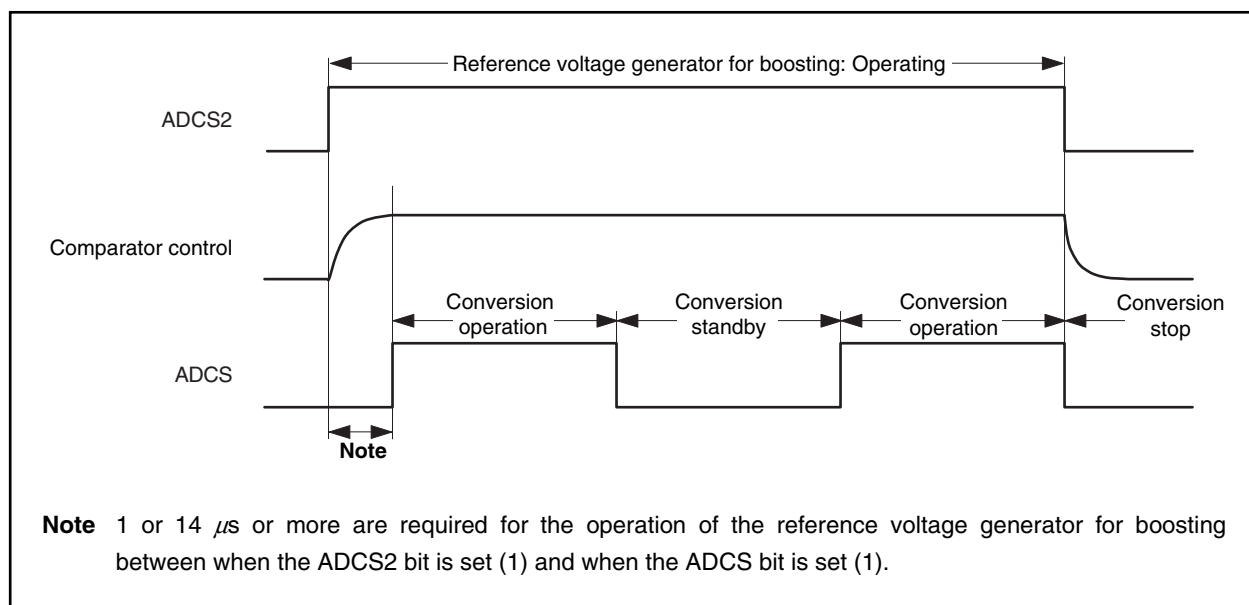 Reference voltage generator for boosting: Operating
ADCS2
Comparator control
Conversion
operation
Conversion
standby
Conversion
operation
Conversion
stop
ADCS
Note
Note 1 or 14 μs or more are required for the operation of the reference voltage generator for boosting
between when the ADCS2 bit is set (1) and when the ADCS bit is set (1).